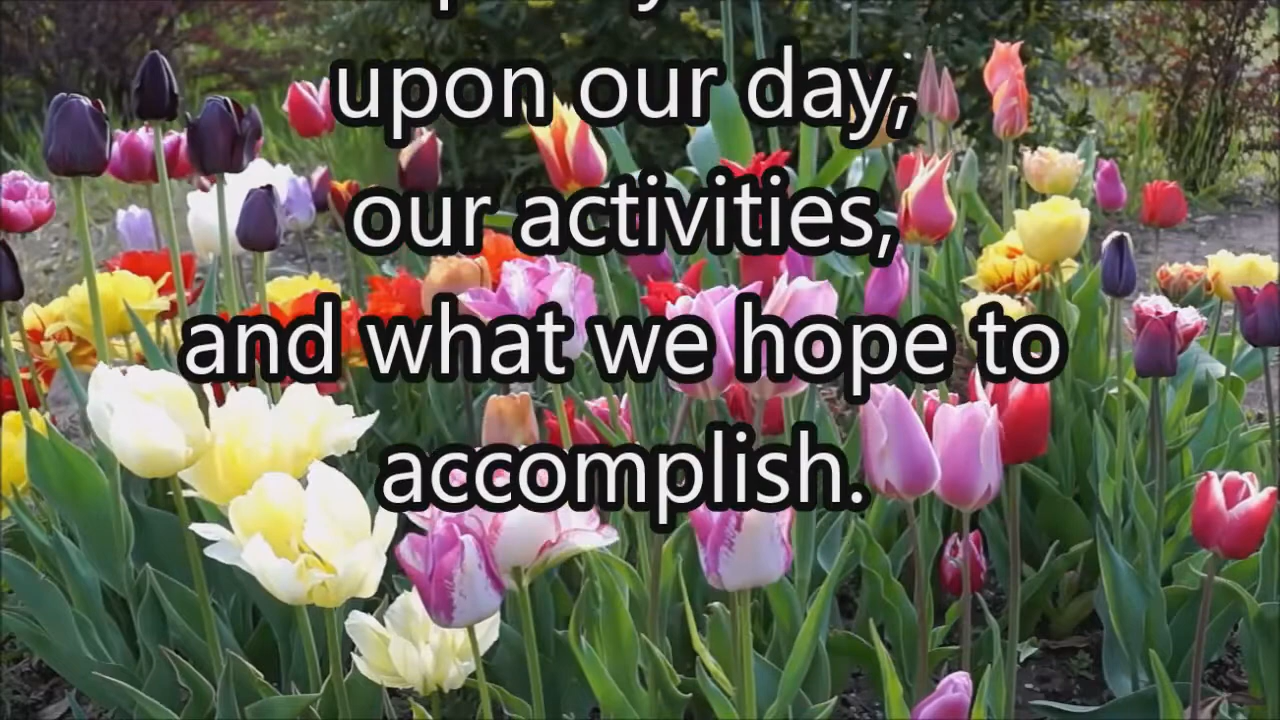 upon our day,
our activities,
and what we hope to
accomplish.